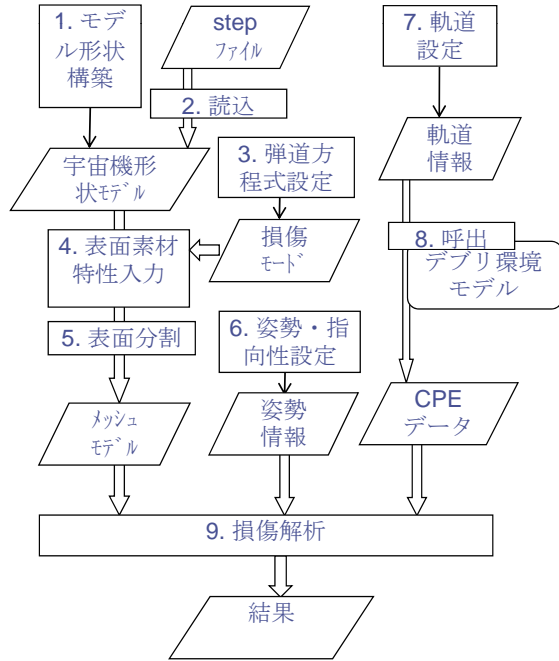 1. モデ
ル形状
構築
step
ファイル
2. 読込
宇宙機形
状モデル
3. 弾道方
程式設定
損傷
モード
4. 表面素材
特性入力
5. 表面分割
メッシュ
モデル
6. 姿勢・指
向性設定
姿勢
情報
7. 軌道
設定
軌道
情報
8. 呼出
デブリ環境
モデル
CPE
データ
9. 損傷解析
結果